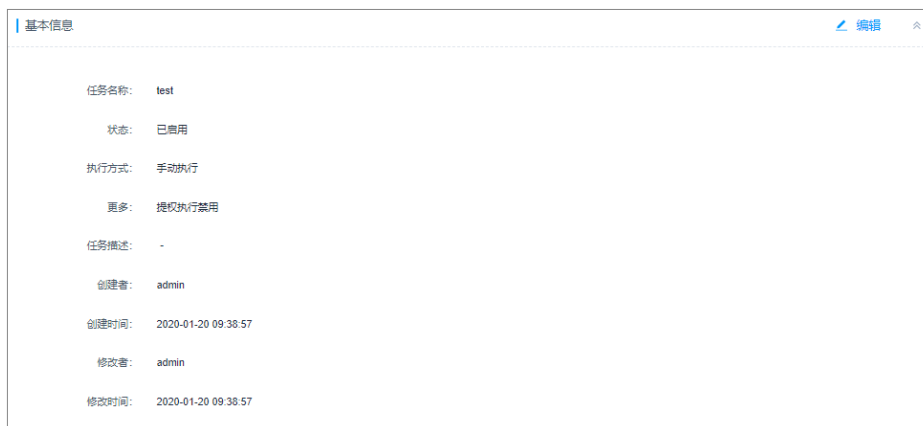 基本信息 编辑
任务名称： test
状态： 已启用
执行方式： 手动执行
更多： 提权执行禁用
任务描述： -
创建者： admin
创建时间： 2020-01-20 09:38:57
修改者： admin
修改时间： 2020-01-20 09:38:57